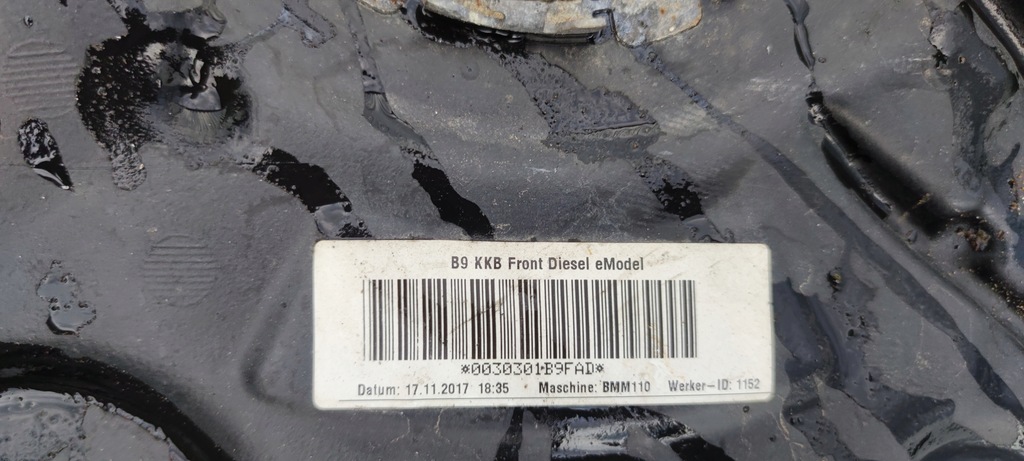 B9 KKB Front Diesel eModel
*0030301B9FAD*
Datum: 17.11.2017 18:35 Maschine: BMM110 Werker-ID: 1152